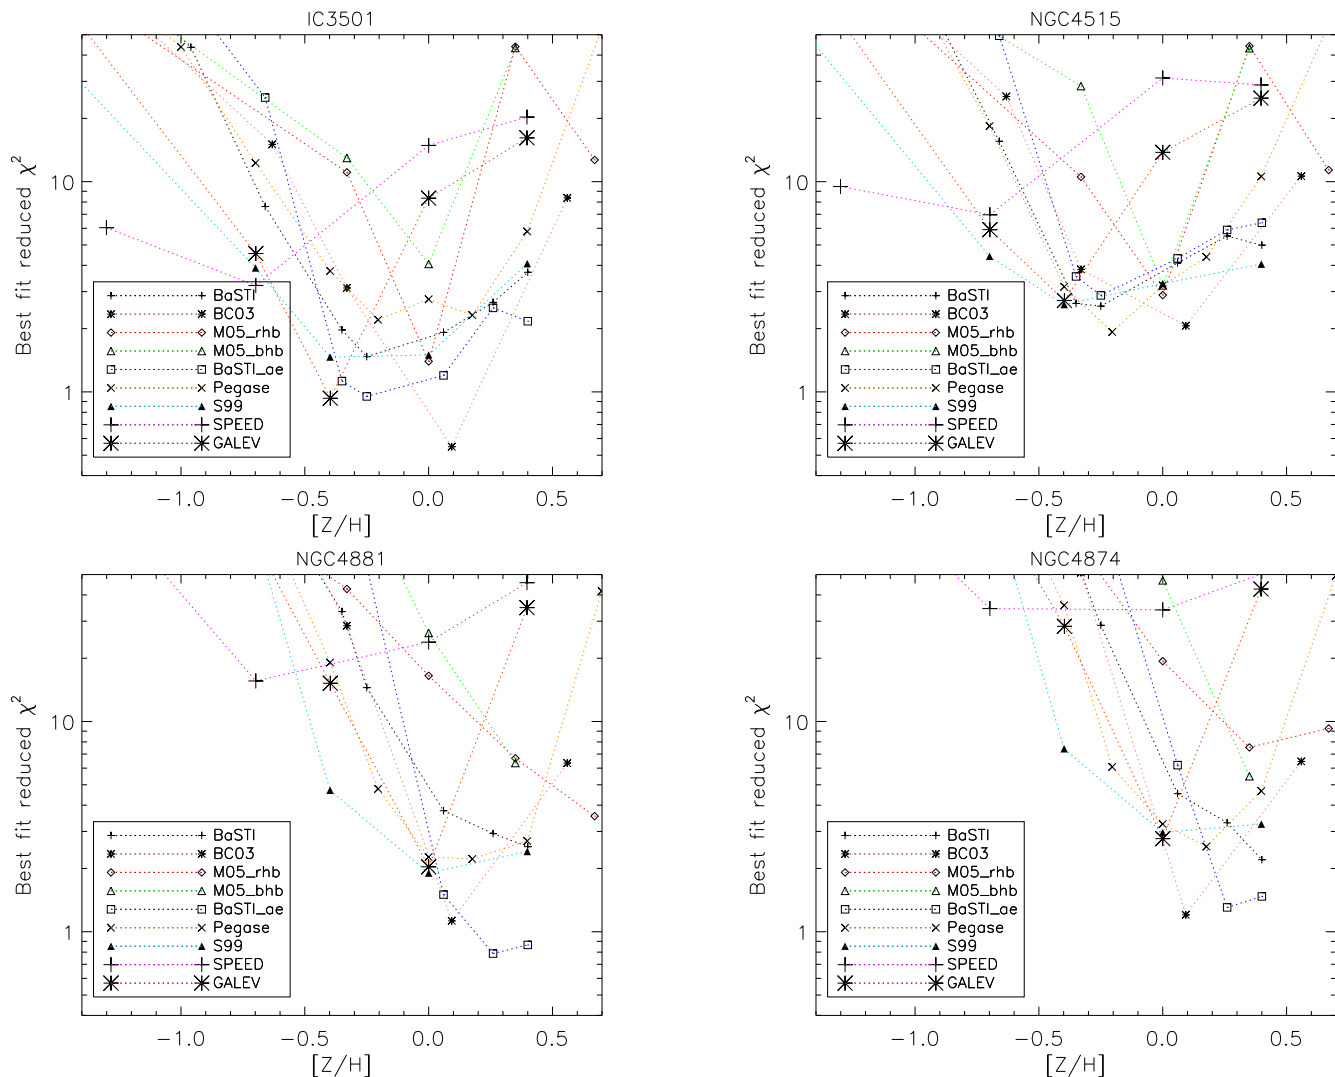 IC3501
Best fit reduced χ²
10
1
BaSTI
BC03
M05_rhb
M05_bhb
BaSTI_ae
Pegase
S99
SPEED
GALEV
−1.0 −0.5 0.0 0.5
[Z/H]
NGC4515
Best fit reduced χ²
10
1
BaSTI
BC03
M05_rhb
M05_bhb
BaSTI_ae
Pegase
S99
SPEED
GALEV
−1.0 −0.5 0.0 0.5
[Z/H]
NGC4881
Best fit reduced χ²
10
1
BaSTI
BC03
M05_rhb
M05_bhb
BaSTI_ae
Pegase
S99
SPEED
GALEV
−1.0 −0.5 0.0 0.5
[Z/H]
NGC4874
Best fit reduced χ²
10
1
BaSTI
BC03
M05_rhb
M05_bhb
BaSTI_ae
Pegase
S99
SPEED
GALEV
−1.0 −0.5 0.0 0.5
[Z/H]